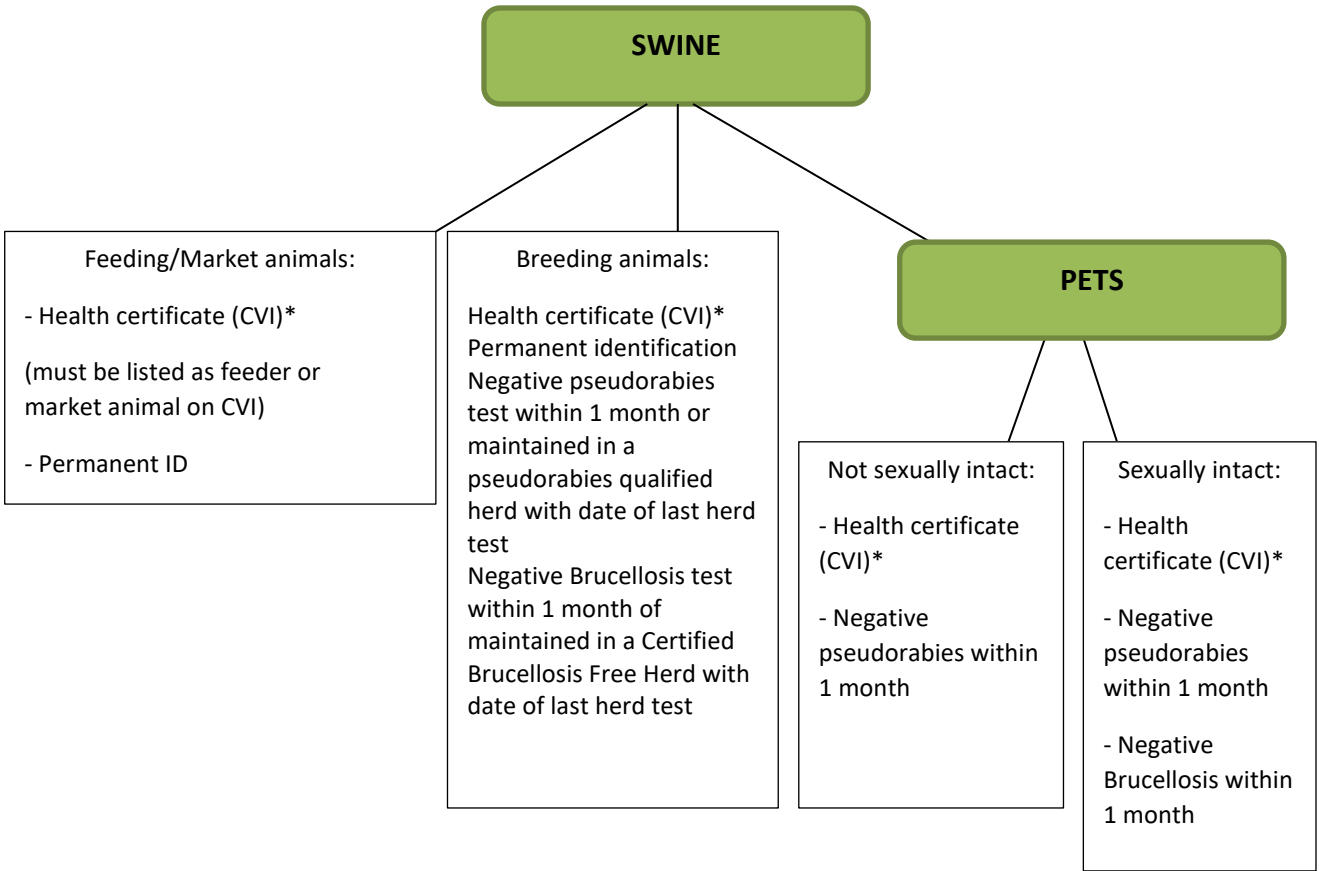 SWINE
Feeding/Market animals:
- Health certificate (CVI)*
(must be listed as feeder or
market animal on CVI)
- Permanent ID
Breeding animals:
Health certificate (CVI)*
Permanent identification
Negative pseudorabies
test within 1 month or
maintained in a
pseudorabies qualified
herd with date of last herd
test
Negative Brucellosis test
within 1 month of
maintained in a Certified
Brucellosis Free Herd with
date of last herd test
PETS
Not sexually intact:
- Health certificate
(CVI)*
- Negative
pseudorabies within
1 month
Sexually intact:
- Health
certificate (CVI)*
- Negative
pseudorabies
within 1 month
- Negative
Brucellosis within
1 month